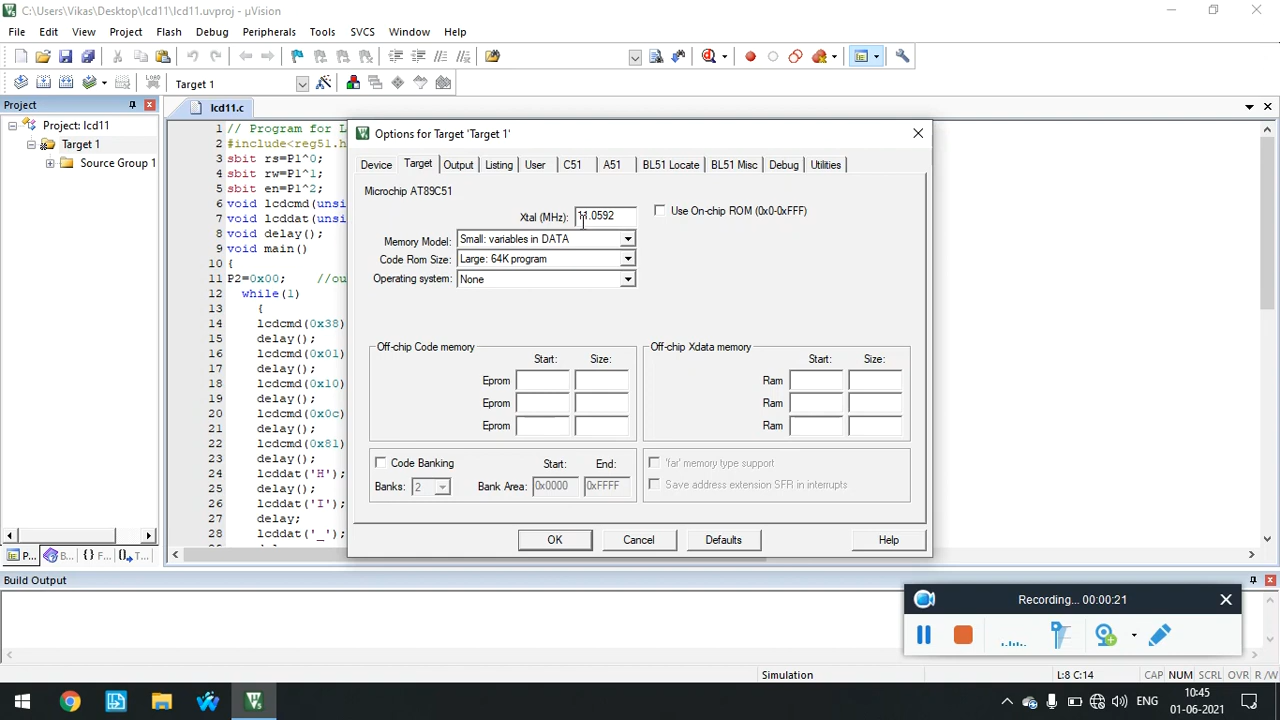 C:\Users\Vikas\Desktop\lcd11\lcd11.uvproj - µVision
File Edit View Project Flash Debug Peripherals Tools SVCS Window Help
LOAD Target 1
Project
Project: lcd11
Target 1
Source Group 1
P... B... {} F... 0→ T...
lcd11.c
1 // Program for L
2 #include<reg51.h
3 sbit rs=P1^0;
4 sbit rw=P1^1;
5 sbit en=P1^2;
6 void lcdcmd(unsi
7 void lcddat(unsi
8 void delay();
9 void main()
10 {
11 P2=0x00; //ou
12 while(1)
13 {
14 lcdcmd(0x38)
15 delay();
16 lcdcmd(0x01)
17 delay();
18 lcdcmd(0x10)
19 delay();
20 lcdcmd(0x0c)
21 delay();
22 lcdcmd(0x81)
23 delay();
24 lcddat('H');
25 delay();
26 lcddat('I');
27 delay;
28 lcddat('_');
Options for Target 'Target 1'
Device Target Output Listing User C51 A51 BL51 Locate BL51 Misc Debug Utilities
Microchip AT89C51
Xtal (MHz): 11.0592 Use On-chip ROM (0x0-0xFFF)
Memory Model: Small: variables in DATA
Code Rom Size: Large: 64K program
Operating system: None
Off-chip Code memory
Start: Size:
Eprom
Eprom
Eprom
Off-chip Xdata memory
Start: Size:
Ram
Ram
Ram
Code Banking Start: End:
Banks: 2 Bank Area: 0x0000 0xFFFF
'far' memory type support
Save address extension SFR in interrupts
OK Cancel Defaults Help
Build Output
Recording... 00:00:21
Simulation L:8 C:14 CAP NUM SCRL OVR R /W
ENG 10:45
01-06-2021